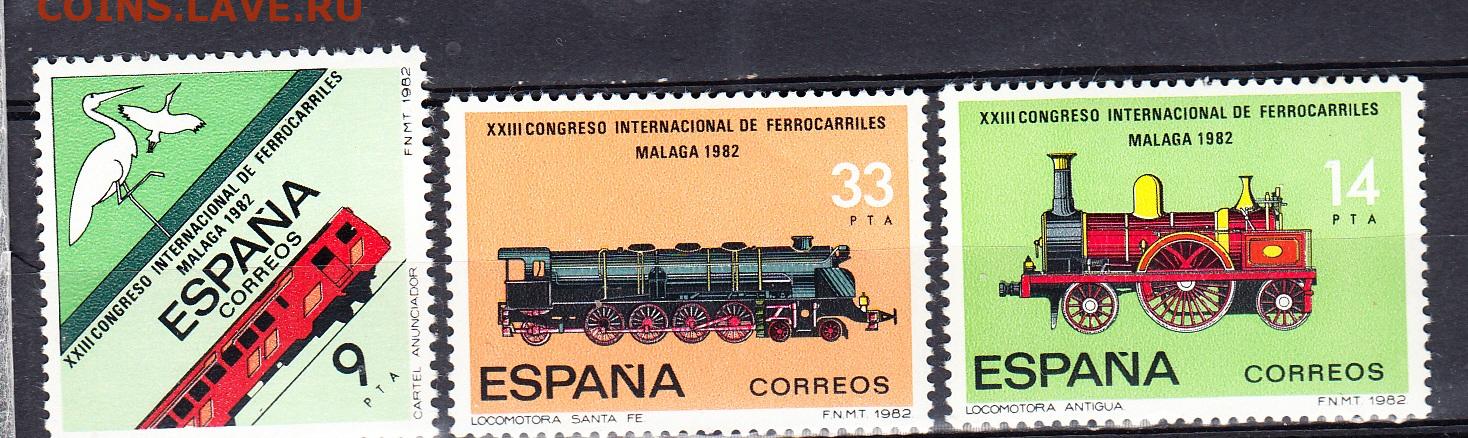 COINS.LAVE.RU
XXIII CONGRESO INTERNACIONAL DE FERROCARRILES
MALAGA 1982
ESPAÑA
CORREOS
9
PTA
FNMT 1982
CARTEL ANUNCIADOR
XXIII CONGRESO INTERNACIONAL DE FERROCARRILES
MALAGA 1982
33
PTA
ESPAÑA CORREOS
LOCOMOTORA SANTA FE. F.N.M.T. 1982
XXIII CONGRESO INTERNACIONAL DE FERROCARRILES
MALAGA 1982
14
PTA
ESPAÑA CORREOS
LOCOMOTORA ANTIGUA F.N.M.T. 1982